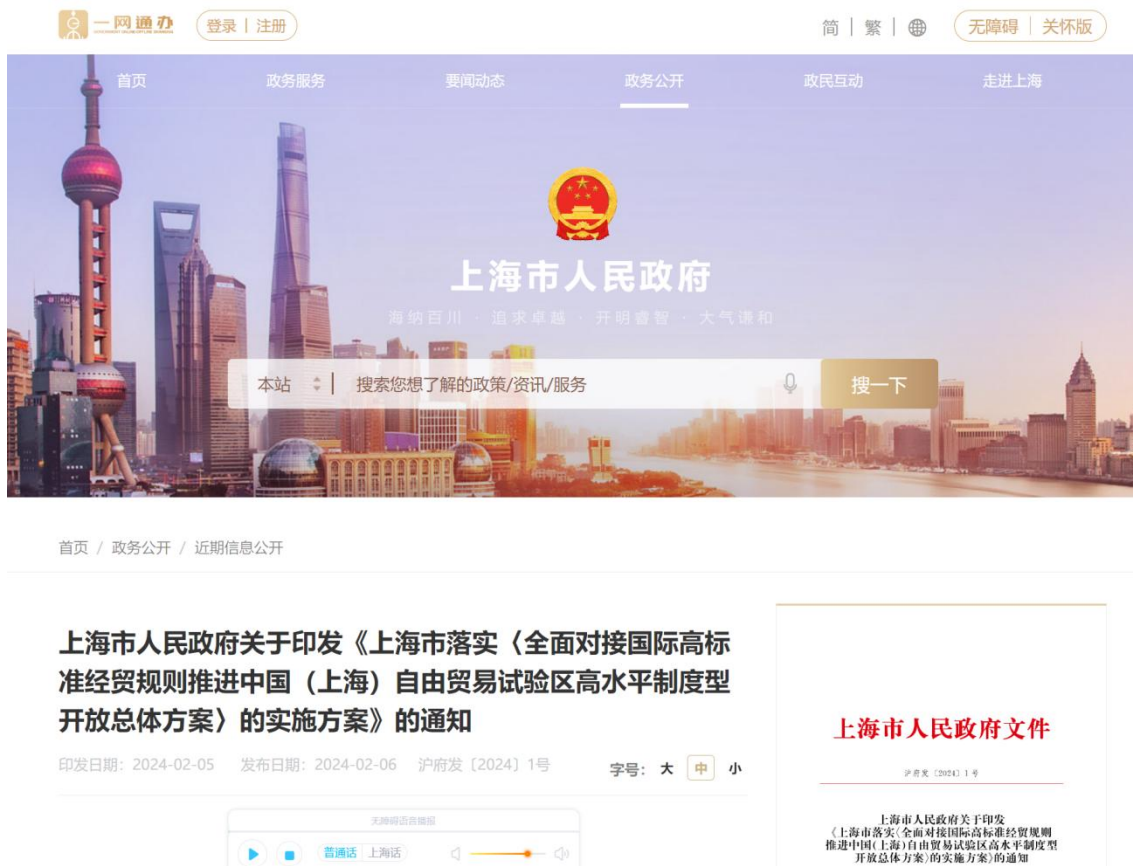 一网通办
登录 | 注册
简 | 繁 |
无障碍 | 关怀版
首页 政务服务 要闻动态 政务公开 政民互动 走进上海
上海市人民政府
海纳百川 · 追求卓越 · 开明睿智 · 大气谦和
本站 搜索您想了解的政策/资讯/服务 搜一下
首页 / 政务公开 / 近期信息公开
上海市人民政府关于印发《上海市落实〈全面对接国际高标
准经贸规则推进中国（上海）自由贸易试验区高水平制度型
开放总体方案〉的实施方案》的通知
印发日期：2024-02-05 发布日期：2024-02-06 沪府发〔2024〕1号
字号： 大 中 小
无障碍语音播报
普通话 上海话
上海市人民政府文件
沪府发〔2024〕1号
上海市人民政府关于印发
《上海市落实〈全面对接国际高标准经贸规则
推进中国(上海)自由贸易试验区高水平制度型
开放总体方案〉的实施方案》的通知